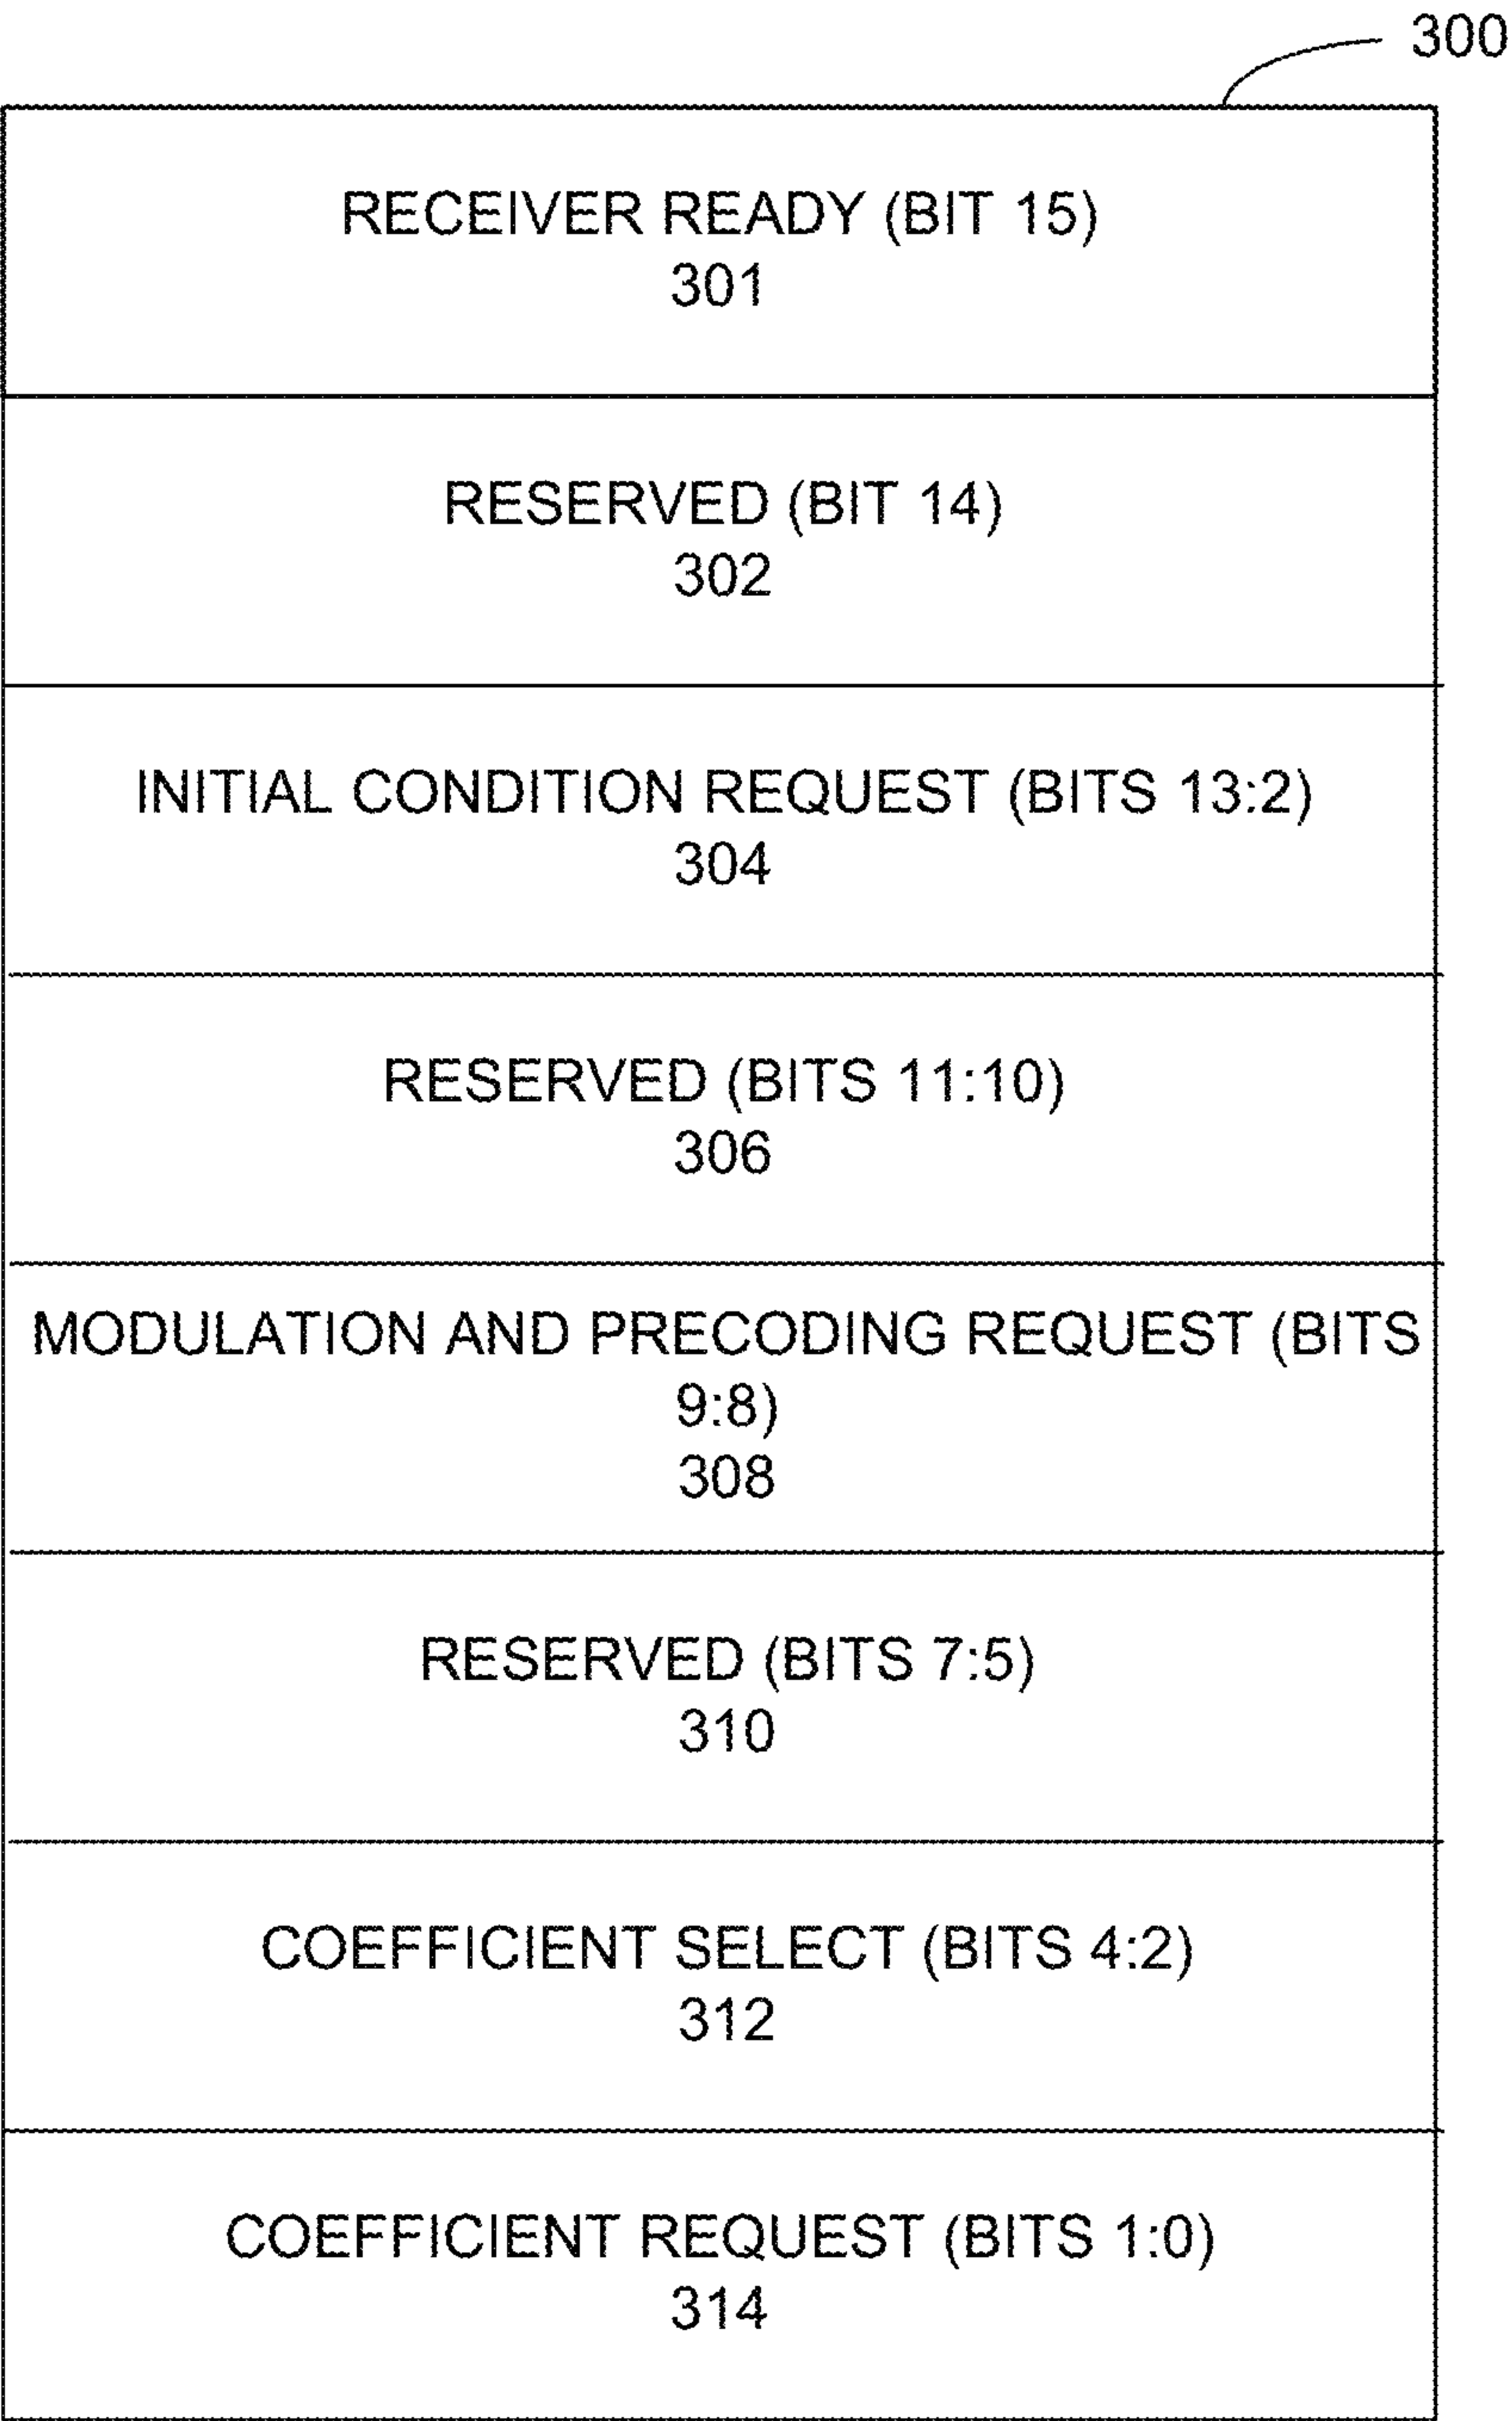 300
RECEIVER READY (BIT 15)
301
RESERVED (BIT 14)
302
INITIAL CONDITION REQUEST (BITS 13:2)
304
RESERVED (BITS 11:10)
306
MODULATION AND PRECODING REQUEST (BITS
9:8)
308
RESERVED (BITS 7:5)
310
COEFFICIENT SELECT (BITS 4:2)
312
COEFFICIENT REQUEST (BITS 1:0)
314